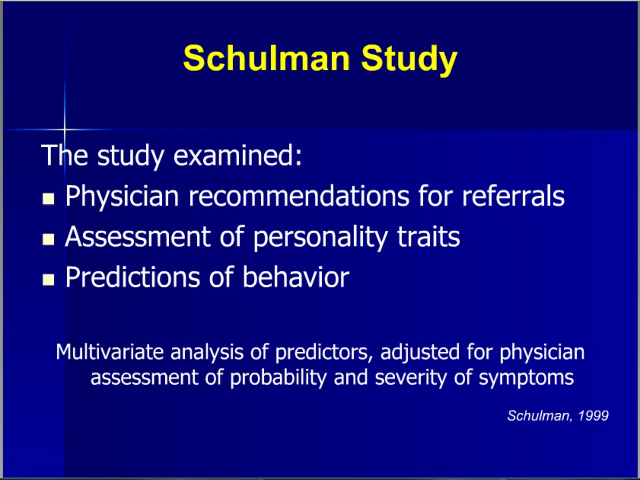 Schulman Study
The study examined:
Physician recommendations for referrals
Assessment of personality traits
Predictions of behavior
Multivariate analysis of predictors, adjusted for physician
assessment of probability and severity of symptoms
Schulman, 1999